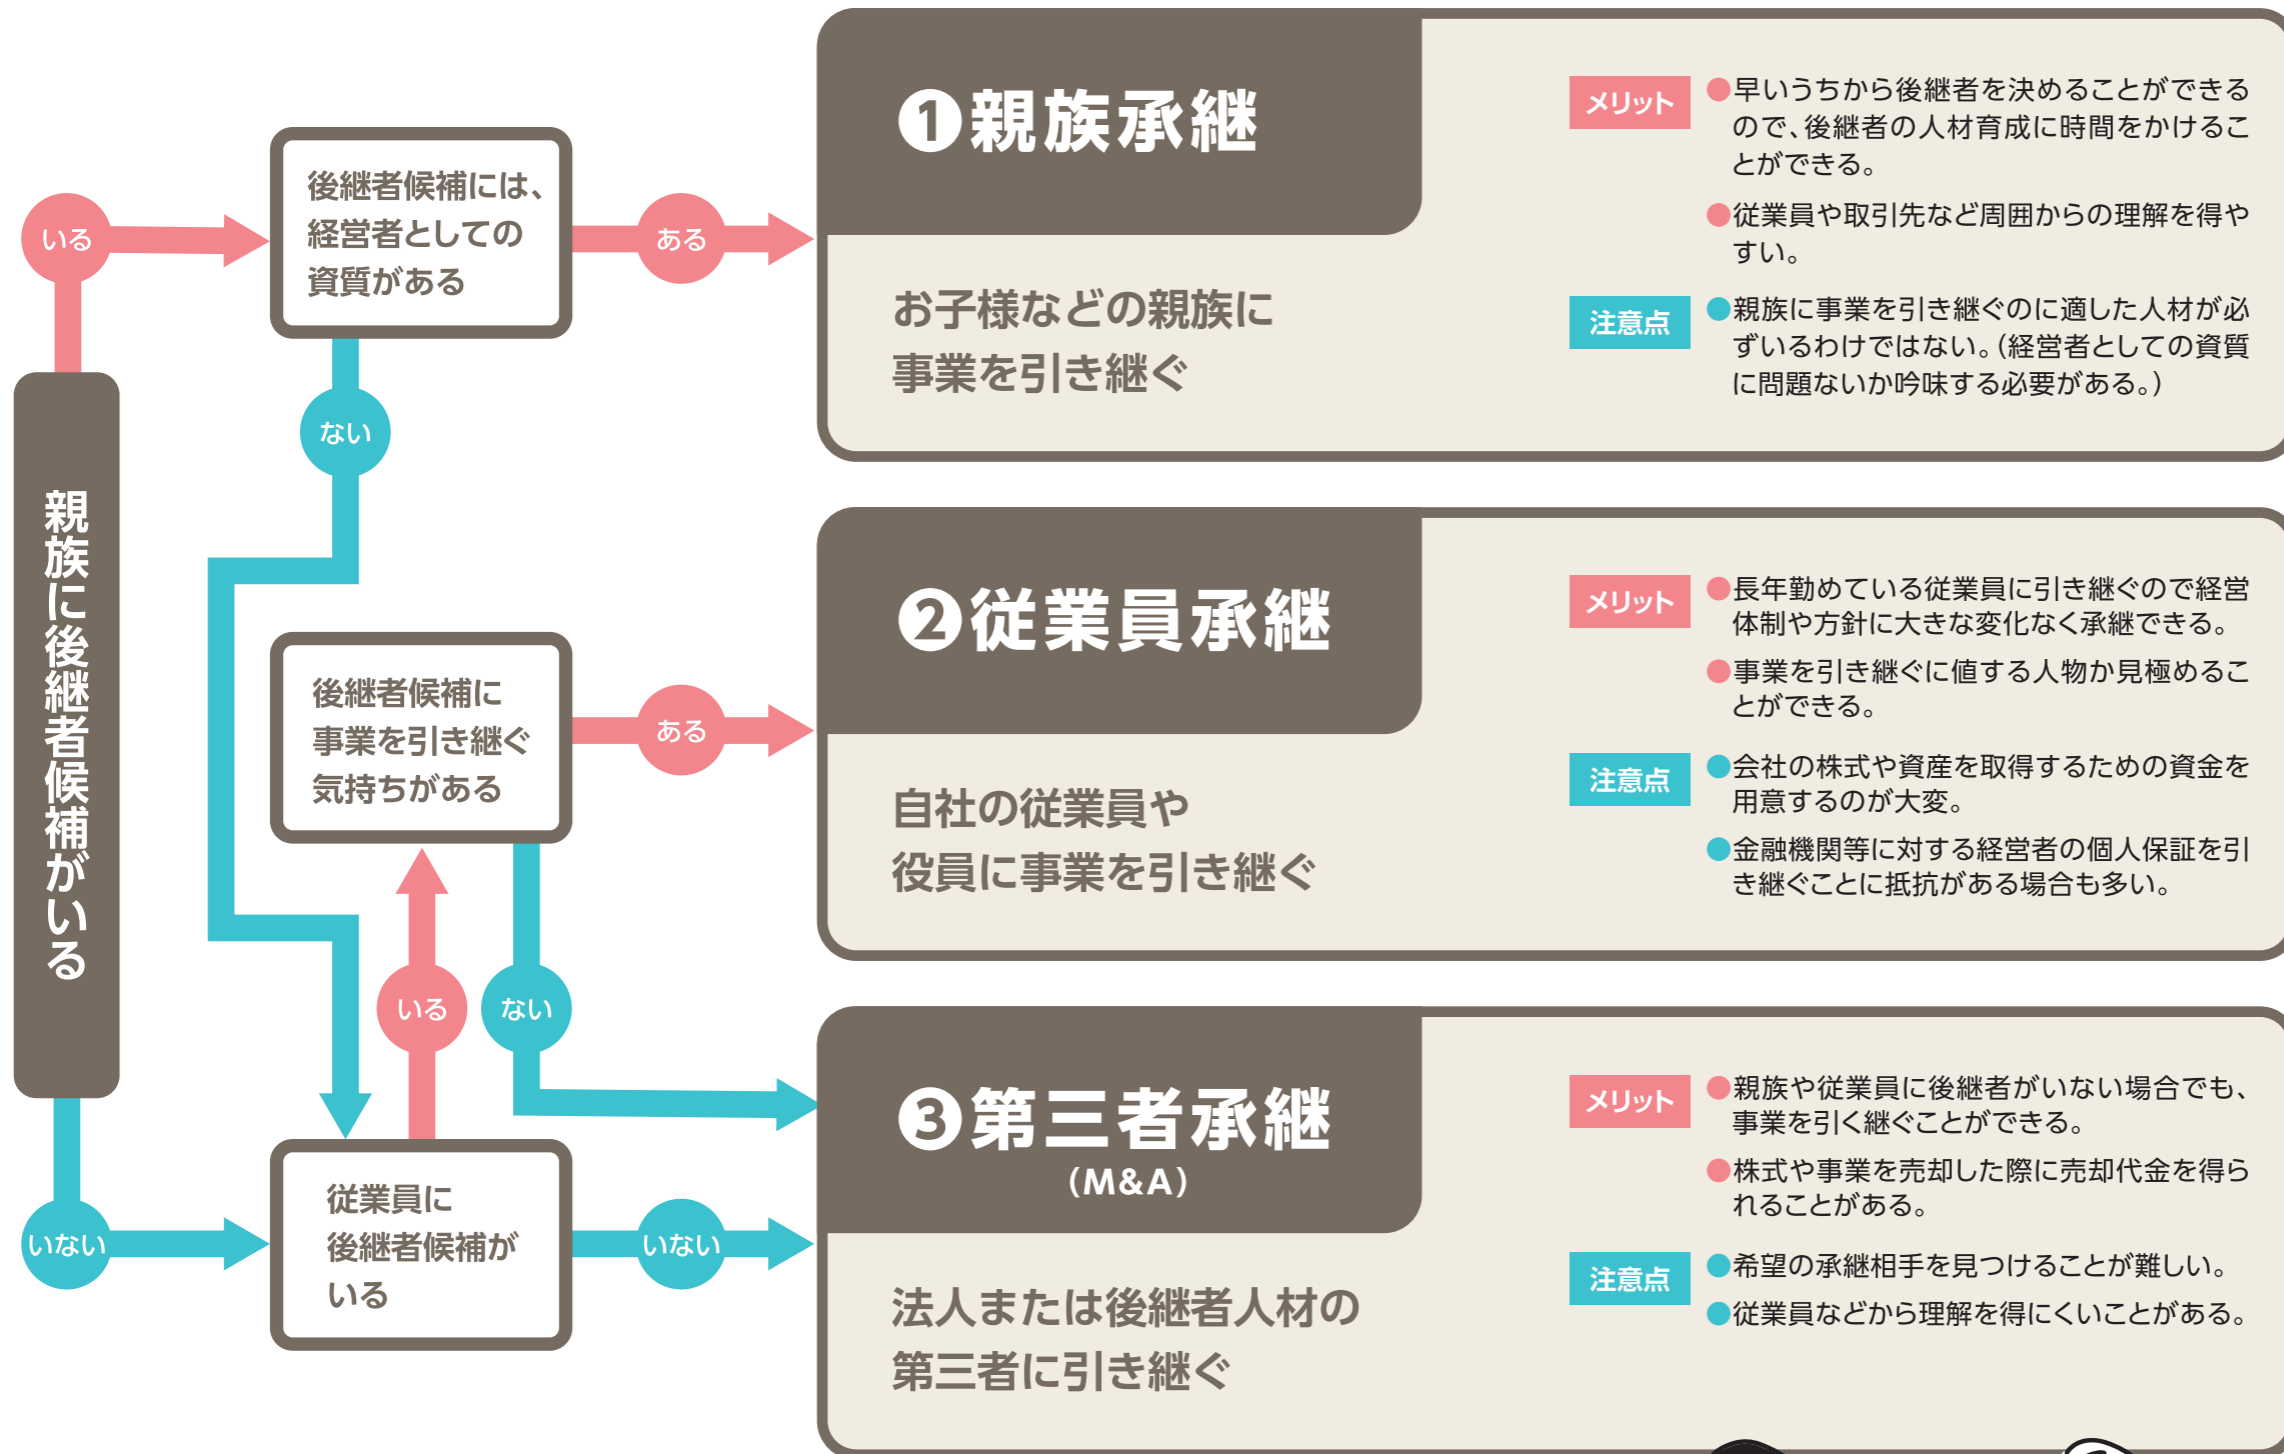 親族に後継者候補がいる
いる
後継者候補には、
経営者としての
資質がある
ある
ない
後継者候補に
事業を引き継ぐ
気持ちがある
ある
いる
ない
いない
従業員に
後継者候補が
いる
いない
❶親族承継
お子様などの親族に
事業を引き継ぐ
メリット
●早いうちから後継者を決めることができる
ので、後継者の人材育成に時間をかけるこ
とができる。
●従業員や取引先など周囲からの理解を得や
すい。
注意点
●親族に事業を引き継ぐのに適した人材が必
ずいるわけではない。（経営者としての資質
に問題ないか吟味する必要がある。）
❷従業員承継
自社の従業員や
役員に事業を引き継ぐ
メリット
●長年勤めている従業員に引き継ぐので経営
体制や方針に大きな変化なく承継できる。
●事業を引き継ぐに値する人物か見極めるこ
とができる。
注意点
●会社の株式や資産を取得するための資金を
用意するのが大変。
●金融機関等に対する経営者の個人保証を引
き継ぐことに抵抗がある場合も多い。
❸第三者承継
（M&A）
法人または後継者人材の
第三者に引き継ぐ
メリット
●親族や従業員に後継者がいない場合でも、
事業を引く継ぐことができる。
●株式や事業を売却した際に売却代金を得ら
れることがある。
注意点
●希望の承継相手を見つけることが難しい。
●従業員などから理解を得にくいことがある。